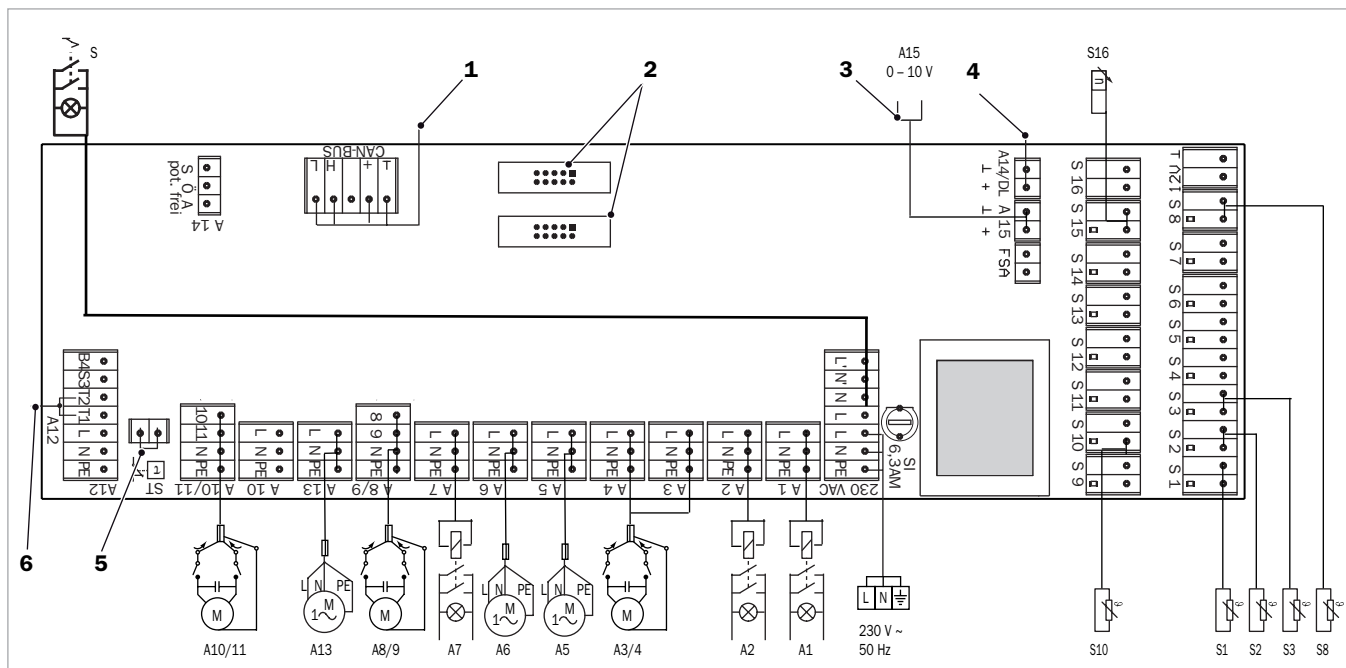 S
1
2
3
A15
0 – 10 V
4
S16
CAN-BUS
L H + ⊥
S Ö A
pot. frei
A 14
A14/DL
⊥ +
A 15
⊥ +
FSA
S 16
S 15
S 14
S 13
S 12
S 11
S 10
S 9
12V ⊥
S 8
S 7
S 6
S 5
S 4
S 3
S 2
S 1
B4 S3 T2 T1 L N PE
A12
A12
ST
τ
10 11 N PE
A 10/11
L N PE
A 10
L N PE
A 13
8 9 N PE
A 8/9
L N PE
A 7
L N PE
A 6
L N PE
A 5
L N PE
A 4
L N PE
A 3
L N PE
A 2
L N PE
A 1
L' N' N L L N PE
230 VAC
SI
6,3AM
6
5
M
L N PE
M
1~
M
L N PE
M
1~
L N PE
M
1~
M
L N
230 V ~
50 Hz
ϑ
ϑ
ϑ
ϑ
ϑ
A10/11
A13
A8/9
A7
A6
A5
A3/4
A2
A1
S10
S1
S2
S3
S8